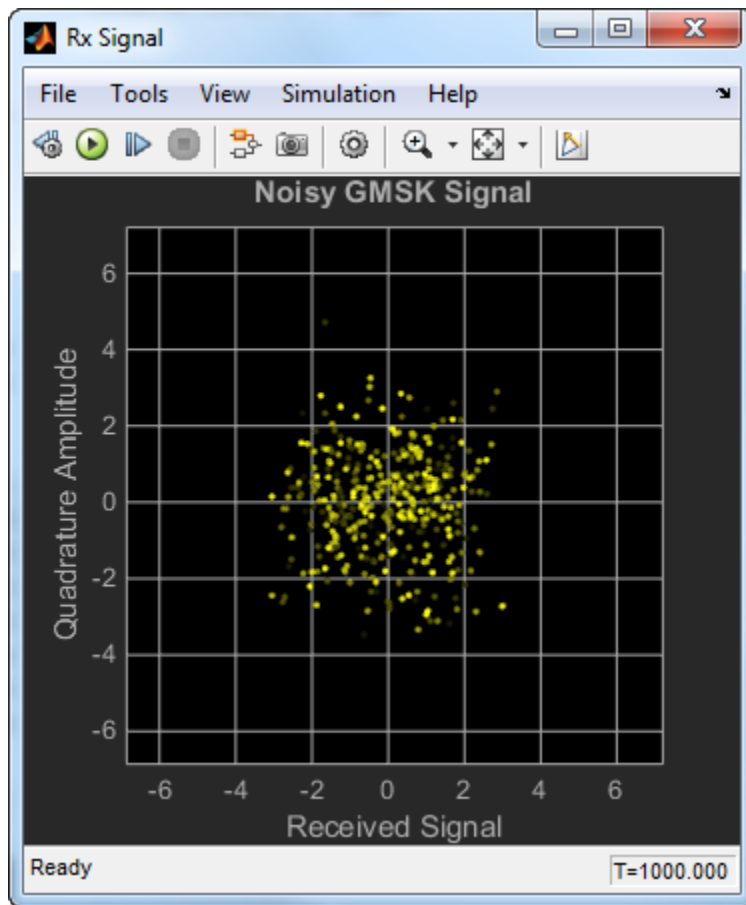 Rx Signal
File Tools View Simulation Help
Noisy GMSK Signal
Quadrature Amplitude
6
4
2
0
-2
-4
-6
-6 -4 -2 0 2 4 6
Received Signal
Ready T=1000.000